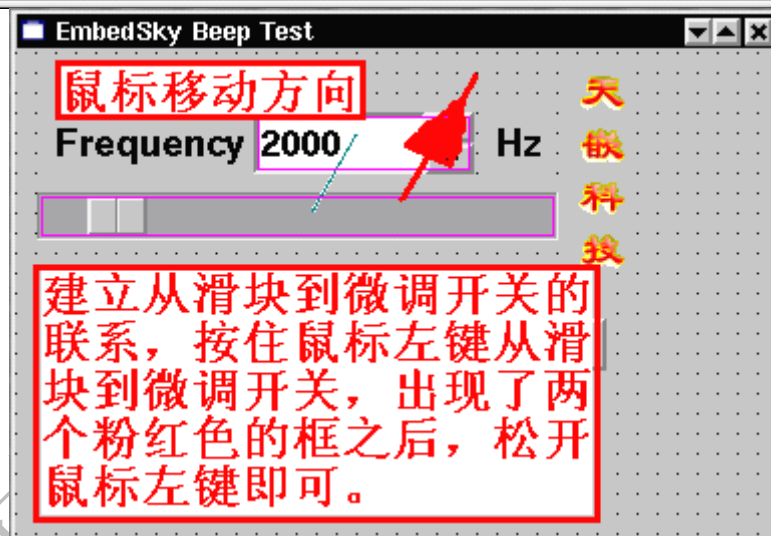 EmbedSky Beep Test
鼠标移动方向
Frequency 2000 Hz
天
嵌
科
技
建立从滑块到微调开关的
联系，按住鼠标左键从滑
块到微调开关，出现了两
个粉红色的框之后，松开
鼠标左键即可。